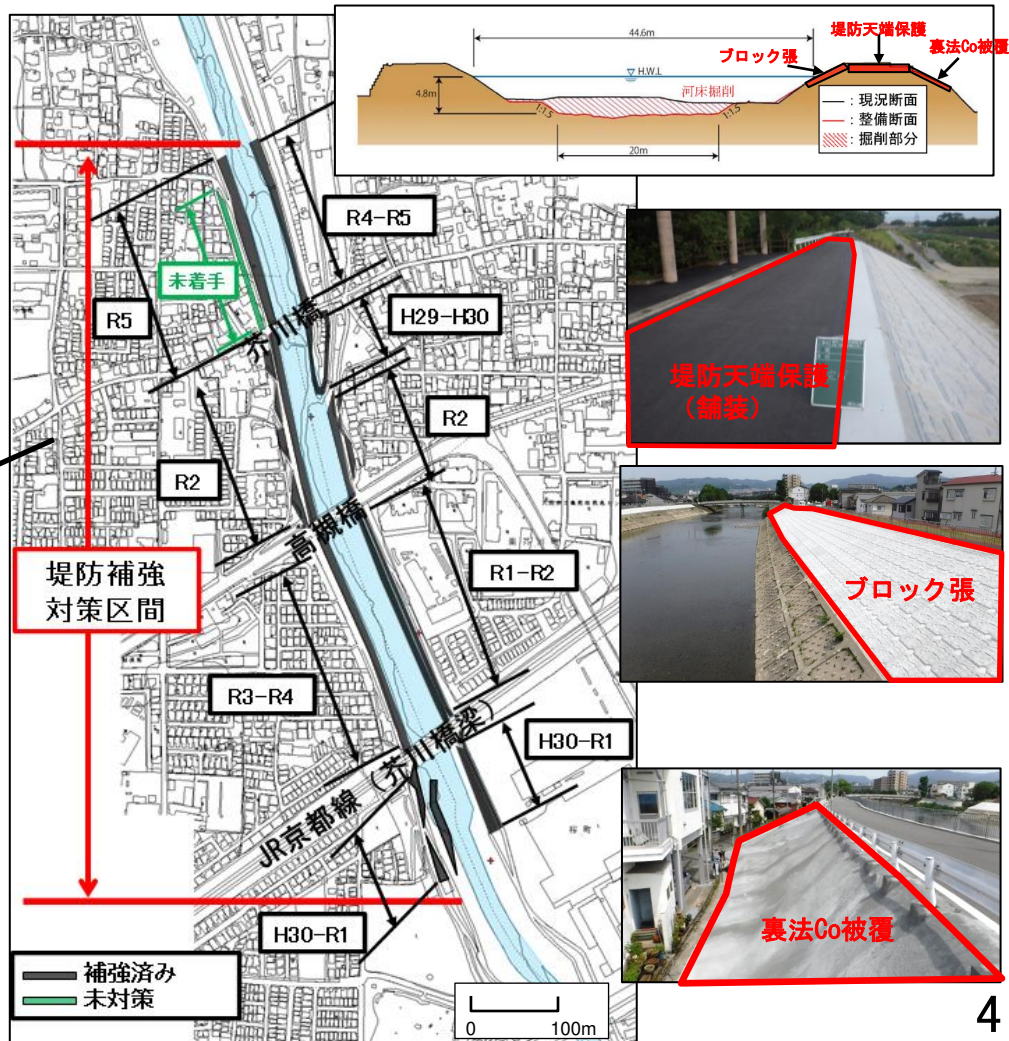 堤防天端保護
ブロック張
裏法Co被覆
44.6m
H.W.L
4.8m
河床掘削
1:1.5
1:1.5
20m
:現況断面
:整備断面
:掘削部分
R4-R5
未着手
R5
芥川橋
H29-H30
R2
R2
高槻橋
R1-R2
堤防補強
対策区間
R3-R4
JR京都線（芥川橋梁）
H30-R1
桜町
H30-R1
補強済み
未対策
0 100m
堤防天端保護
（舗装）
ブロック張
裏法Co被覆
4